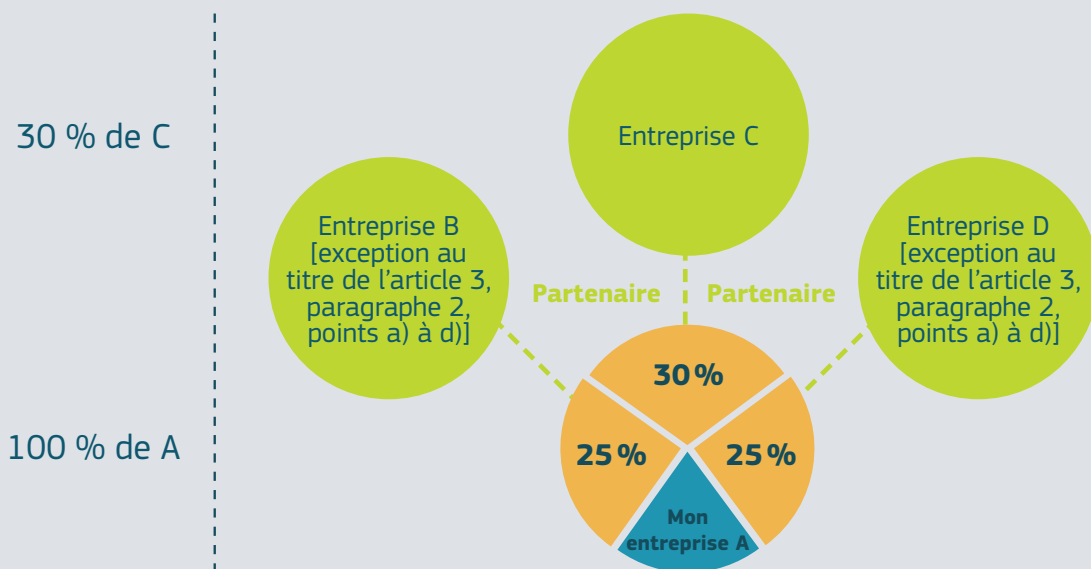 30 % de C
Entreprise C
Entreprise B
[exception au
titre de l'article 3,
paragraphe 2,
points a) à d)]
Entreprise D
[exception au
titre de l'article 3,
paragraphe 2,
points a) à d)]
Partenaire
Partenaire
100 % de A
30 %
25 %
25 %
Mon
entreprise A